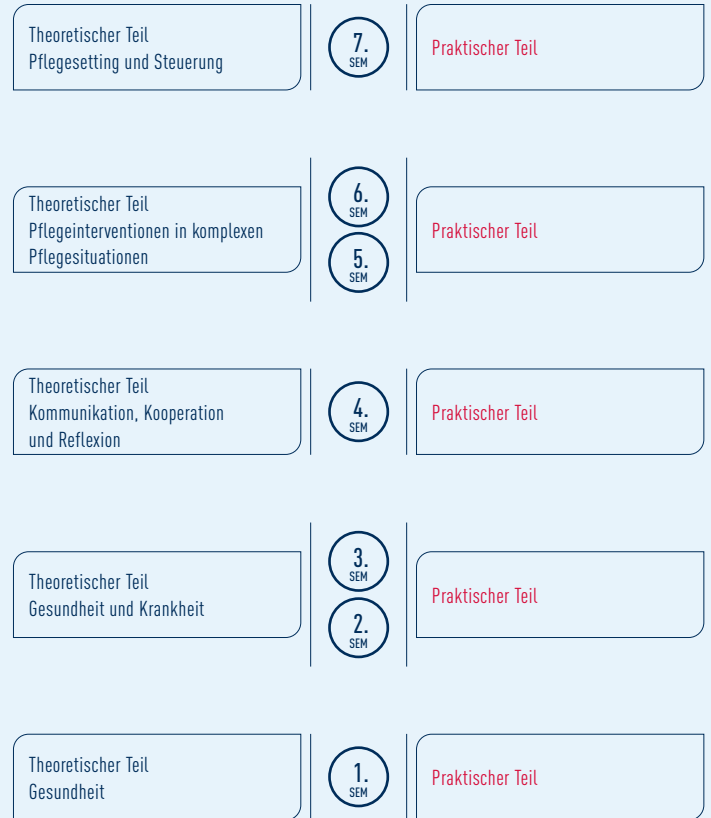 Theoretischer Teil
Pflegesetting und Steuerung
7.
SEM
Praktischer Teil
Theoretischer Teil
Pflegeinterventionen in komplexen
Pflegesituationen
6.
SEM
5.
SEM
Praktischer Teil
Theoretischer Teil
Kommunikation, Kooperation
und Reflexion
4.
SEM
Praktischer Teil
Theoretischer Teil
Gesundheit und Krankheit
3.
SEM
2.
SEM
Praktischer Teil
Theoretischer Teil
Gesundheit
1.
SEM
Praktischer Teil